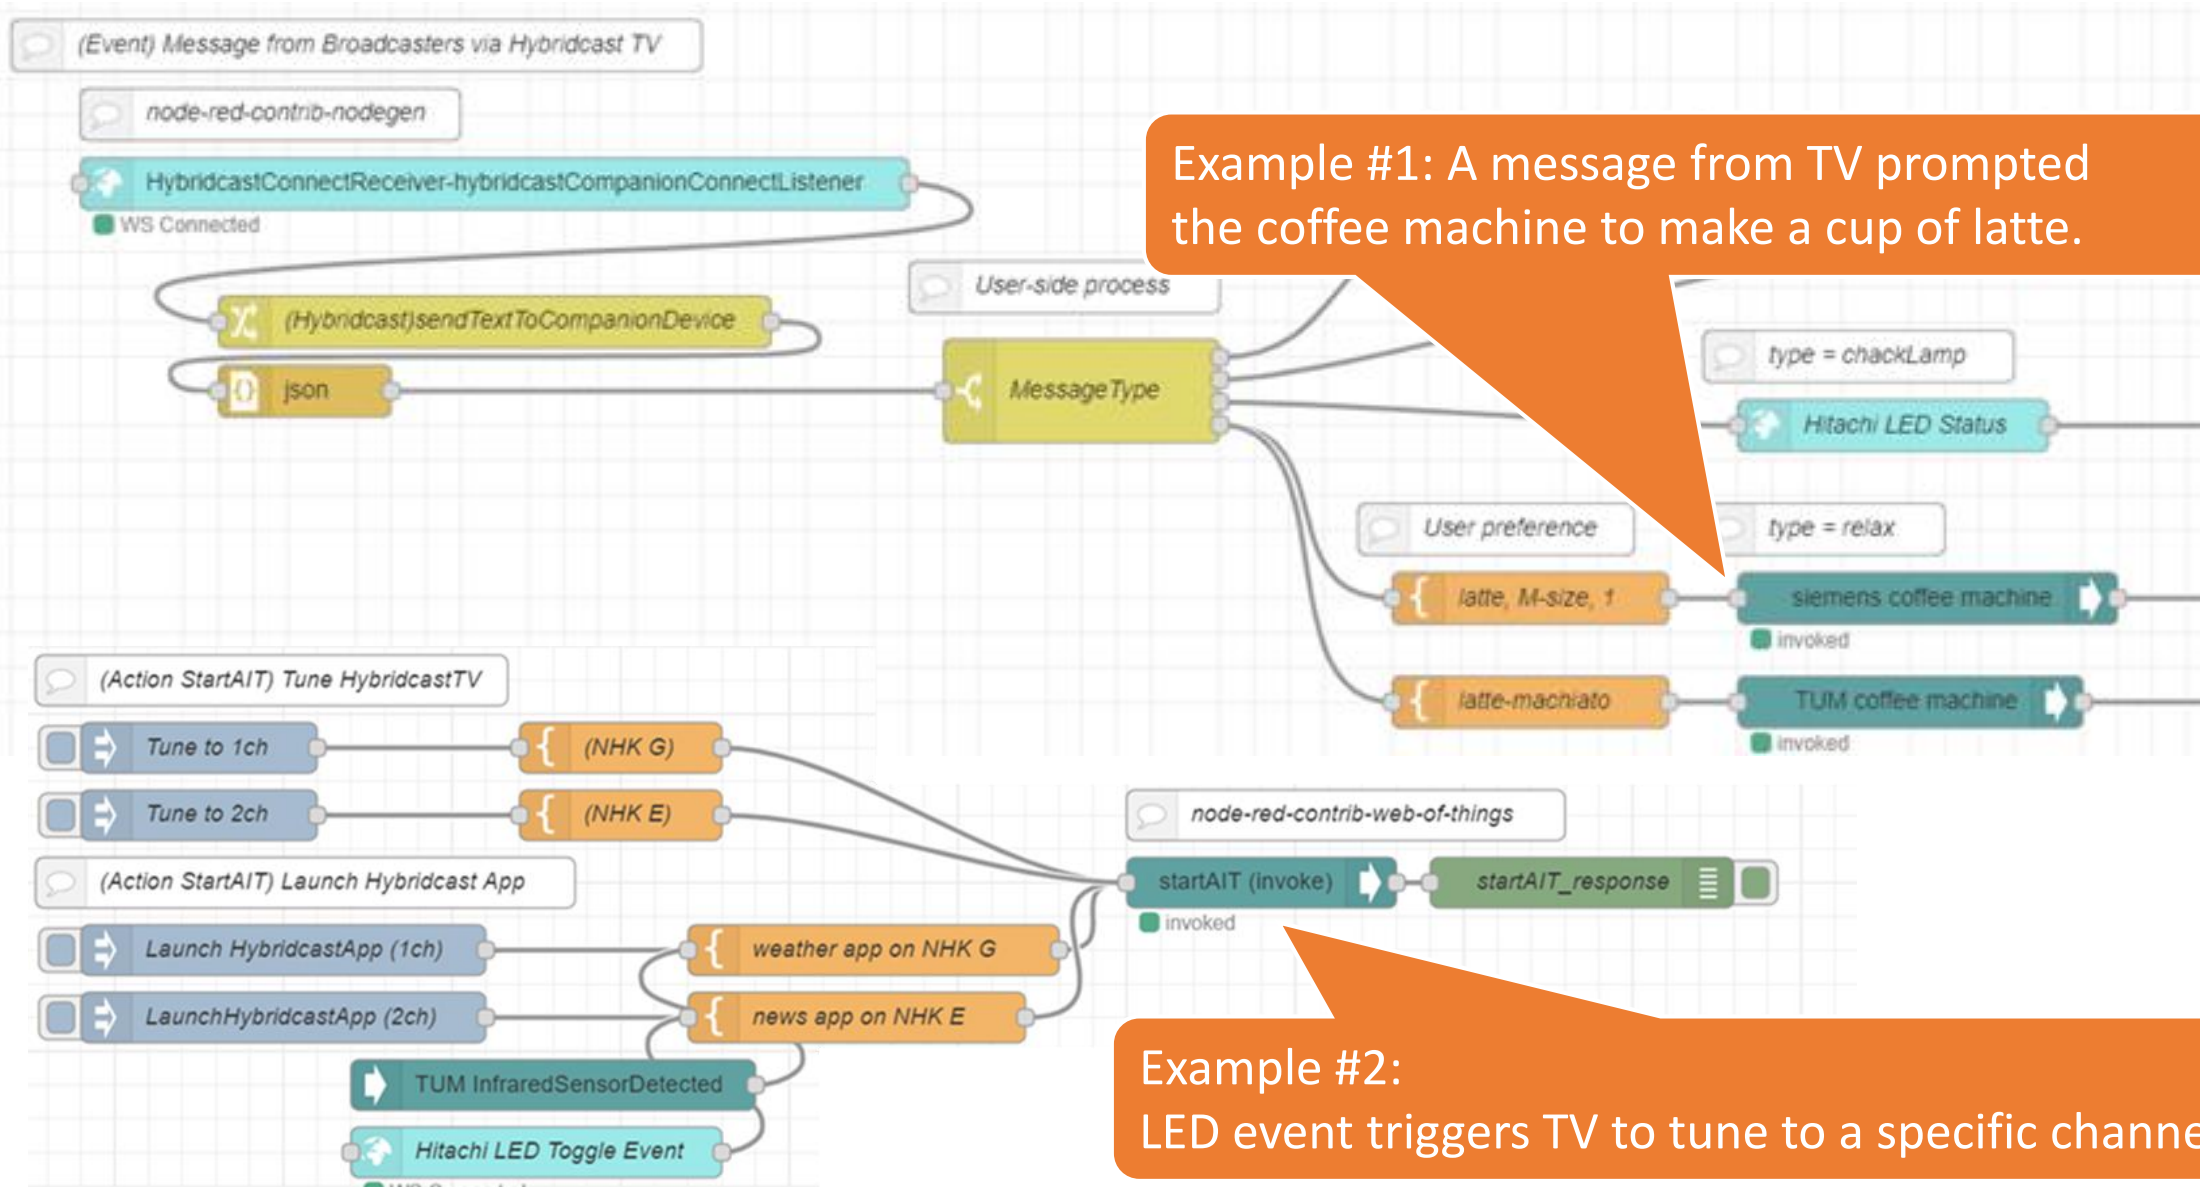 (Event) Message from Broadcasters via Hybridcast TV
node-red-contrib-nodegen
HybridcastConnectReceiver-hybridcastCompanionConnectListener
WS Connected
Example #1: A message from TV prompted
the coffee machine to make a cup of latte.
User-side process
(Hybridcast)sendTextToCompanionDevice
json
MessageType
type = chackLamp
Hitachi LED Status
User preference
type = relax
latte, M-size, 1
siemens coffee machine
invoked
latte-machiato
TUM coffee machine
invoked
(Action StartAIT) Tune HybridcastTV
Tune to 1ch
(NHK G)
Tune to 2ch
(NHK E)
node-red-contrib-web-of-things
(Action StartAIT) Launch Hybridcast App
startAIT (invoke)
startAIT_response
invoked
Launch HybridcastApp (1ch)
weather app on NHK G
LaunchHybridcastApp (2ch)
news app on NHK E
TUM InfraredSensorDetected
Hitachi LED Toggle Event
Example #2:
LED event triggers TV to tune to a specific channe